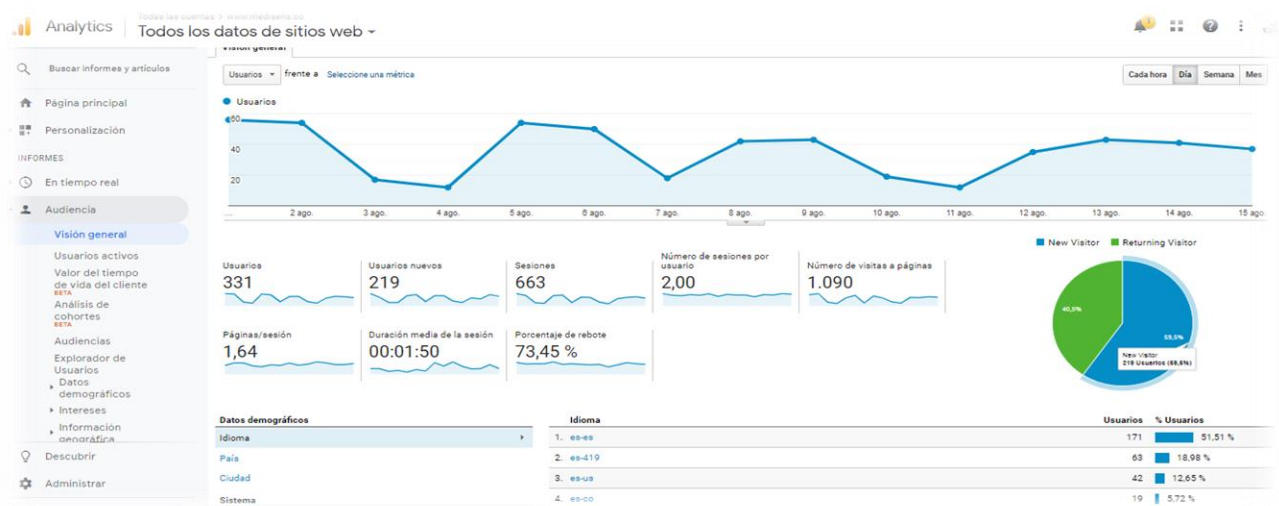 Todas las cuentas > www.mediseris.co
Analytics
Todos los datos de sitios web
1
Buscar informes y artículos
Página principal
Personalización
INFORMES
En tiempo real
Audiencia
Visión general
Usuarios activos
Valor del tiempo
de vida del cliente
BETA
Análisis de
cohortes
BETA
Audiencias
Explorador de
Usuarios
Datos
demográficos
Intereses
Información
geográfica
Descubrir
Administrar
Visión general
Usuarios frente a Seleccione una métrica
Cada hora Día Semana Mes
Usuarios
60
40
20
... 2 ago. 3 ago. 4 ago. 5 ago. 6 ago. 7 ago. 8 ago. 9 ago. 10 ago. 11 ago. 12 ago. 13 ago. 14 ago. 15 ago.
New Visitor Returning Visitor
Usuarios
331
Usuarios nuevos
219
Sesiones
663
Número de sesiones por
usuario
2,00
Número de visitas a páginas
1.090
Páginas/sesión
1,64
Duración media de la sesión
00:01:50
Porcentaje de rebote
73,45 %
40,5%
59,5%
New Visitor
219 Usuarios (59,5%)
Datos demográficos
Idioma
País
Ciudad
Sistema
Idioma Usuarios % Usuarios
1. es-es 171 51,51 %
2. es-419 63 18,98 %
3. es-us 42 12,65 %
4. es-co 19 5,72 %